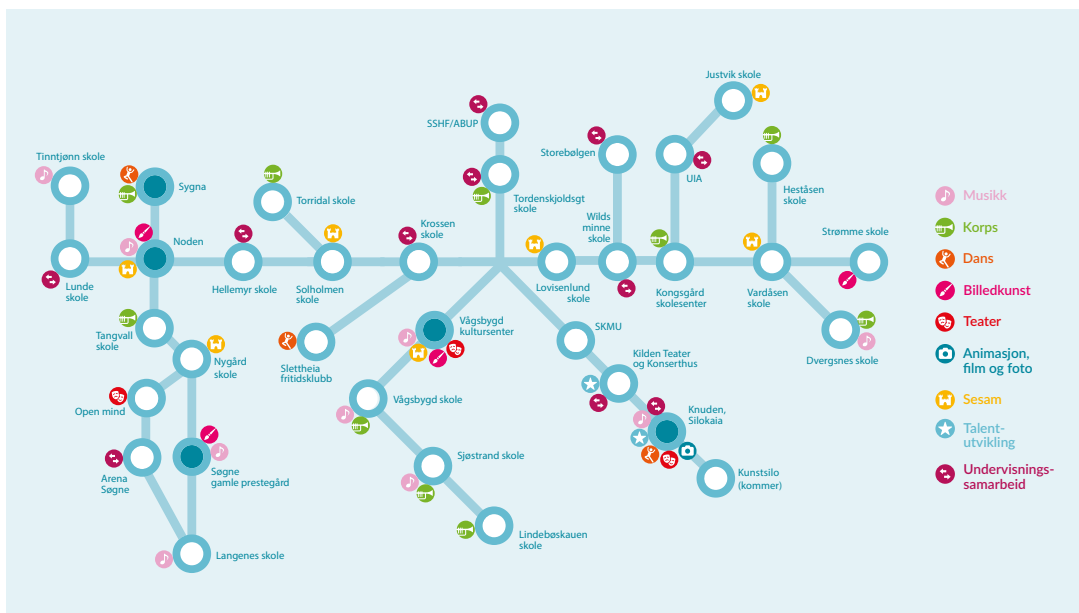 Justvik skole
SSHF/ABUP
Storebølgen
Tinntjønn skole
Sygna
Torridal skole
Tordenskjoldsgt
skole
UIA
Heståsen
skole
Noden
Krossen
skole
Wilds
minne
skole
Strømme skole
Lunde
skole
Hellemyr skole
Solholmen
skole
Lovisenlund
skole
Kongsgård
skolesenter
Vardåsen
skole
Tangvall
skole
Nygård
skole
Slettheia
fritidsklubb
Vågsbygd
kultursenter
SKMU
Dvergsnes skole
Kilden Teater
og Konserthus
Open mind
Vågsbygd skole
Knuden,
Silokaia
Arena
Søgne
Søgne
gamle prestegård
Sjøstrand skole
Kunstsilo
(kommer)
Langenes skole
Lindebøskauen
skole
Musikk
Korps
Dans
Billedkunst
Teater
Animasjon,
film og foto
Sesam
Talent-
utvikling
Undervisnings-
samarbeid